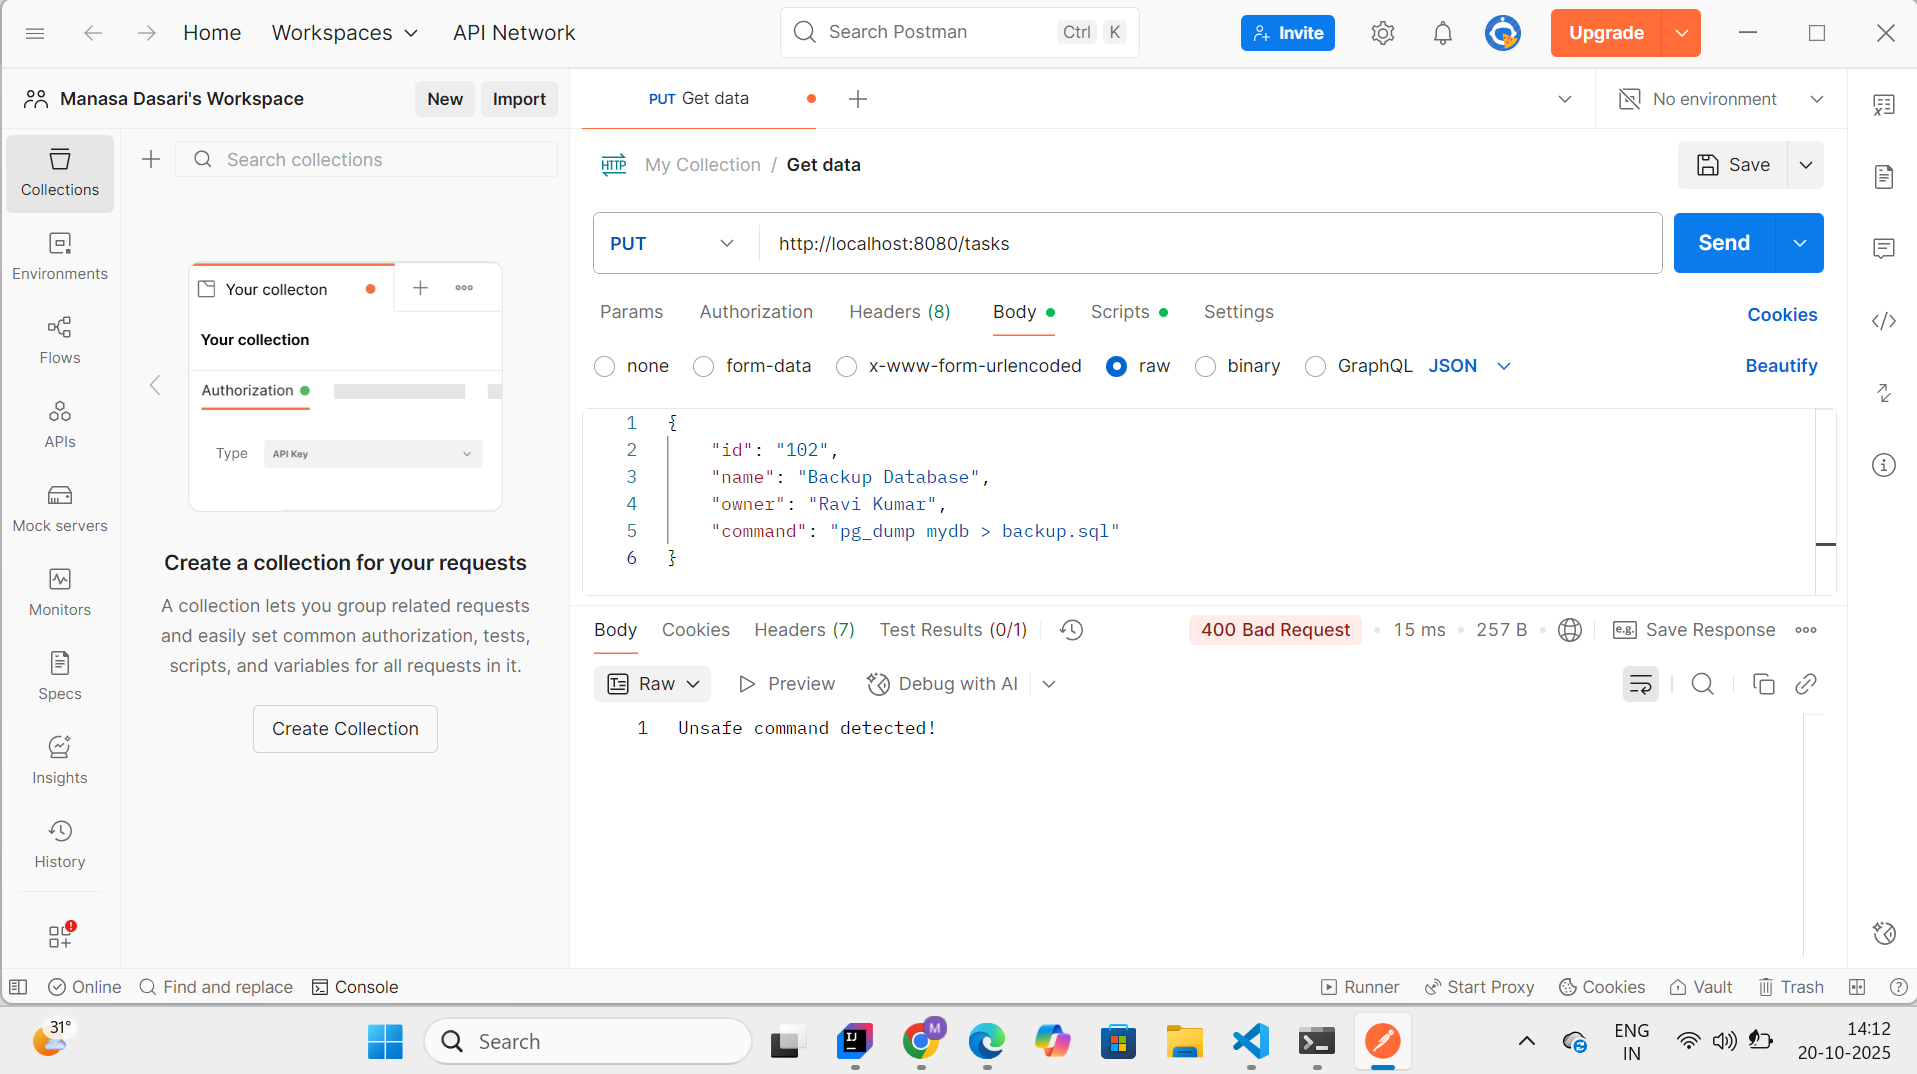 Home
Workspaces
API Network
Search Postman
Ctrl K
Invite
Upgrade
Manasa Dasari's Workspace
New
Import
PUT Get data
No environment
Collections
Environments
Flows
APIs
Mock servers
Monitors
Specs
Insights
History
Search collections
Your collecton
Your collection
Authorization
Type
API Key
Create a collection for your requests
A collection lets you group related requests
and easily set common authorization, tests,
scripts, and variables for all requests in it.
Create Collection
HTTP
My Collection / Get data
Save
PUT
http://localhost:8080/tasks
Send
Params
Authorization
Headers (8)
Body
Scripts
Settings
Cookies
none
form-data
x-www-form-urlencoded
raw
binary
GraphQL
JSON
Beautify
1 {
2 "id": "102",
3 "name": "Backup Database",
4 "owner": "Ravi Kumar",
5 "command": "pg_dump mydb > backup.sql"
6 }
Body
Cookies
Headers (7)
Test Results (0/1)
400 Bad Request
15 ms
257 B
e.g. Save Response
Raw
Preview
Debug with AI
1 Unsafe command detected!
Online
Find and replace
Console
Runner
Start Proxy
Cookies
Vault
Trash
31°
Search
IJ
M
ENG
IN
14:12
20-10-2025